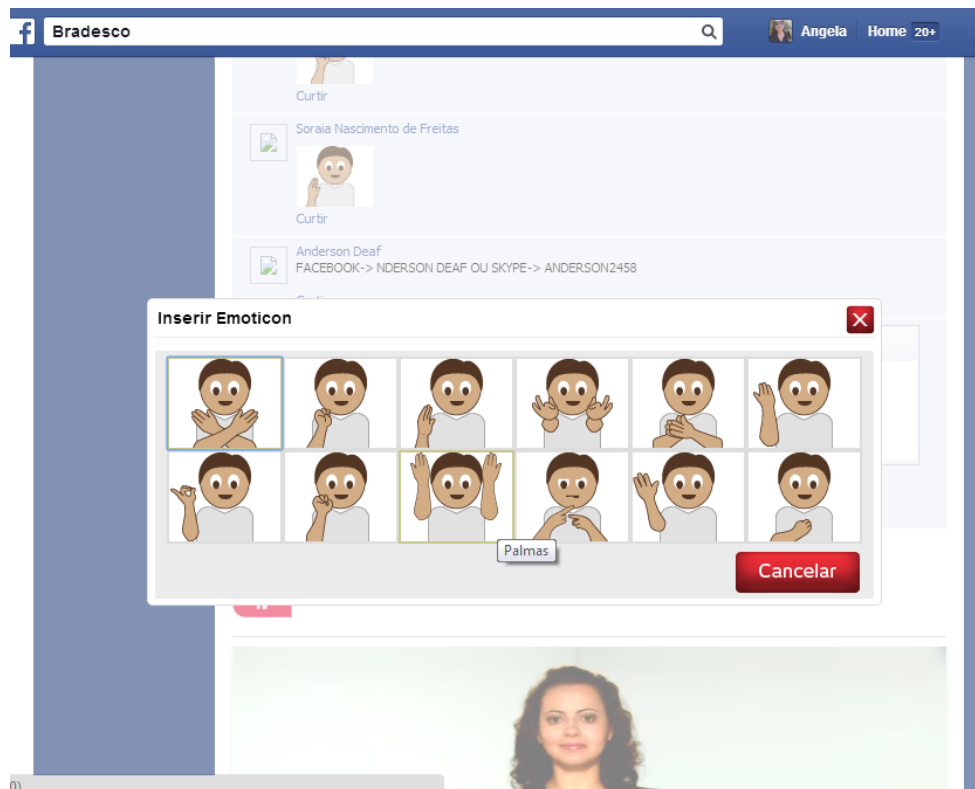 f
Bradesco
Angela
Home 20+
Curtir
Soraia Nascimento de Freitas
Curtir
Anderson Deaf
FACEBOOK-> NDERSON DEAF OU SKYPE-> ANDERSON2458
Inserir Emoticon
Palmas
Cancelar